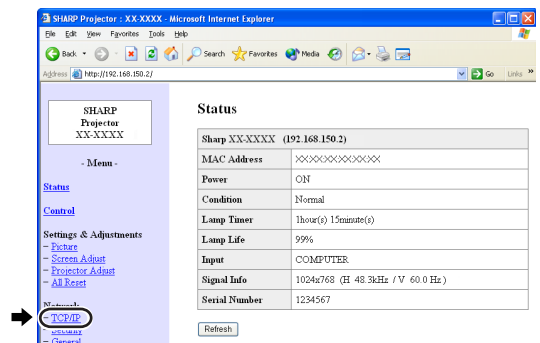 SHARP Projector : XX-XXXX - Microsoft Internet Explorer
File Edit View Favorites Tools Help
Back Search Favorites Media
Address http://192.168.150.2/ Go Links »
SHARP
Projector
XX-XXXX
- Menu -
Status
Control
Settings & Adjustments
– Picture
– Screen Adjust
– Projector Adjust
– All Reset
Network
– TCP/IP
– Security
– General
Status
Sharp XX-XXXX (192.168.150.2)
MAC Address XXXXXXXXXXXX
Power ON
Condition Normal
Lamp Timer 1hour(s) 15minute(s)
Lamp Life 99%
Input COMPUTER
Signal Info 1024x768 (H 48.3kHz / V 60.0 Hz )
Serial Number 1234567
Refresh